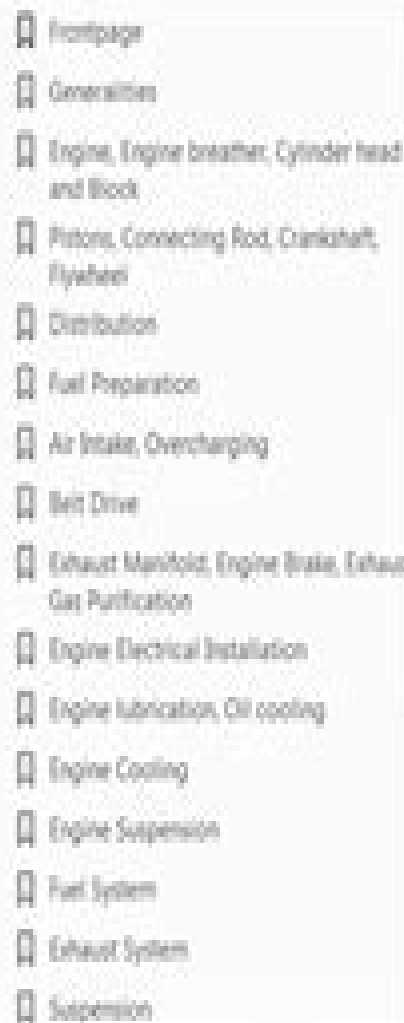 Frontpage
Generalities
Engine, Engine breather, Cylinder head
and Block
Pistons, Connecting Rod, Crankshaft,
Flywheel
Distribution
Fuel Preparation
Air Intake, Overcharging
Belt Drive
Exhaust Manifold, Engine Brake, Exhaus
Gas Purification
Engine Electrical Installation
Engine lubrication, Oil cooling
Engine Cooling
Engine Suspension
Fuel System
Exhaust System
Suspension